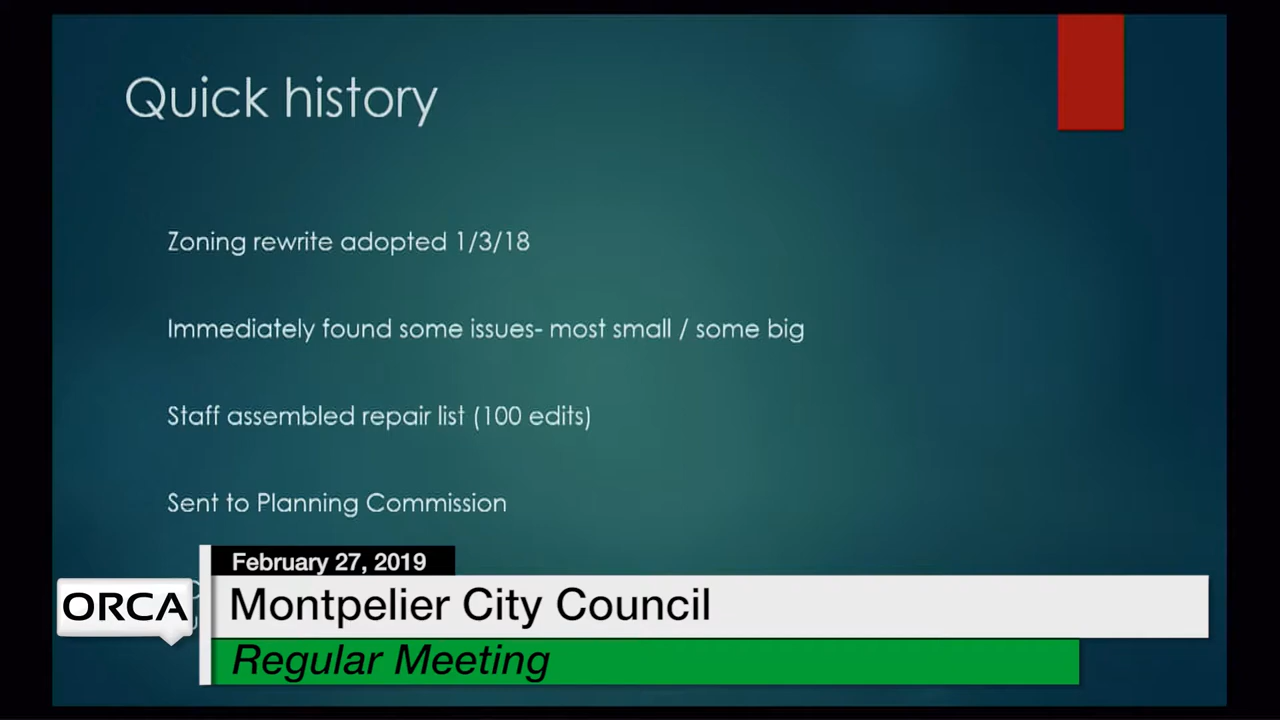 Quick history
Zoning rewrite adopted 1/3/18
Immediately found some issues- most small / some big
Staff assembled repair list (100 edits)
Sent to Planning Commission
February 27, 2019
ORCA
Montpelier City Council
Regular Meeting